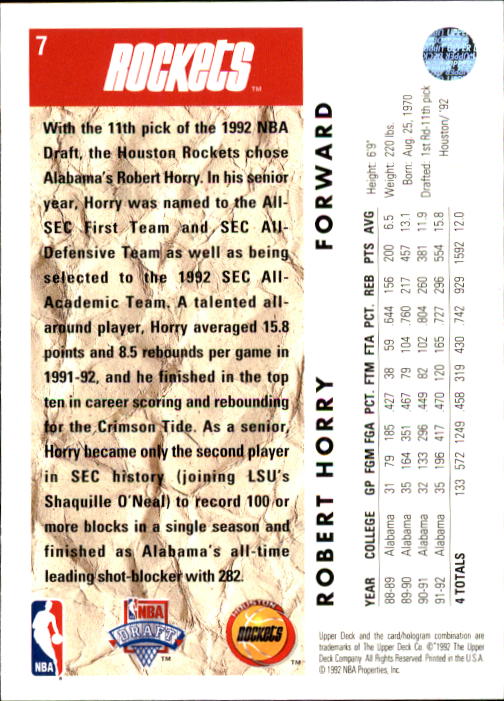 7
ROCKETS
TM
With the 11th pick of the 1992 NBA
Draft, the Houston Rockets chose
Alabama's Robert Horry. In his senior
year, Horry was named to the All-
SEC First Team and SEC All-
Defensive Team as well as being
selected to the 1992 SEC All-
Academic Team. A talented all-
around player, Horry averaged 15.8
points and 8.5 rebounds per game in
1991-92, and he finished in the top
ten in career scoring and rebounding
for the Crimson Tide. As a senior,
Horry became only the second player
in SEC history (joining LSU's
Shaquille O'Neal) to record 100 or
more blocks in a single season and
finished as Alabama's all-time
leading shot-blocker with 282.
NBA
NBA
DRAFT
TM
HOUSTON
ROCKETS
TM
ROBERT HORRY FORWARD
Height: 6'9"
Weight: 220 lbs.
Born: Aug. 25, 1970
Drafted: 1st Rd-11th pick
Houston/ '92
YEAR COLLEGE GP FGM FGA PCT. FTM FTA PCT. REB PTS AVG
88-89 Alabama 31 79 185 .427 38 59 .644 156 200 6.5
89-90 Alabama 35 164 351 .467 79 104 .760 217 457 13.1
90-91 Alabama 32 133 296 .449 82 102 .804 260 381 11.9
91-92 Alabama 35 196 417 .470 120 165 .727 296 554 15.8
4 TOTALS 133 572 1249 .458 319 430 .742 929 1592 12.0
Upper Deck and the card/hologram combination are
trademarks of The Upper Deck Co. © 1992 The Upper
Deck Company. All Rights Reserved. Printed in the U.S.A.
© 1992 NBA Properties, Inc.
UPPER DECK